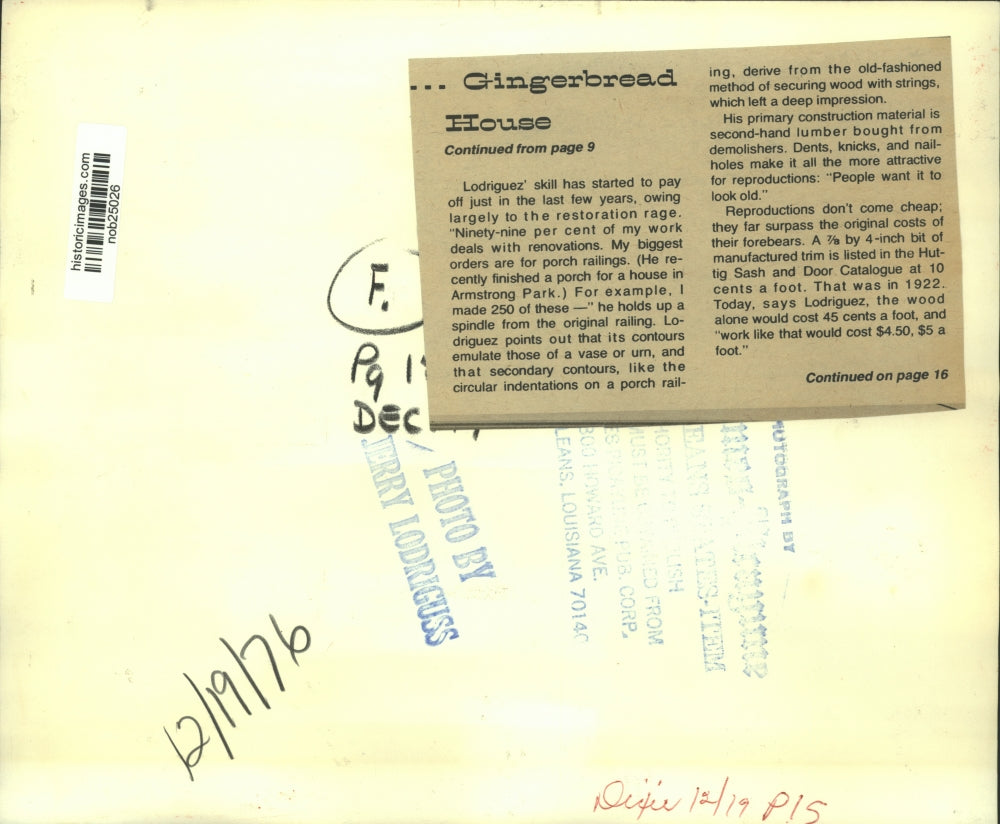 ... Gingerbread
House
Continued from page 9
Lodriguez' skill has started to pay
off just in the last few years, owing
largely to the restoration rage.
"Ninety-nine per cent of my work
deals with renovations. My biggest
orders are for porch railings. (He re-
cently finished a porch for a house in
Armstrong Park.) For example, I
made 250 of these —" he holds up a
spindle from the original railing. Lo-
driguez points out that its contours
emulate those of a vase or urn, and
that secondary contours, like the
circular indentations on a porch rail-
ing, derive from the old-fashioned
method of securing wood with strings,
which left a deep impression.
His primary construction material is
second-hand lumber bought from
demolishers. Dents, knicks, and nail-
holes make it all the more attractive
for reproductions: "People want it to
look old."
Reproductions don't come cheap;
they far surpass the original costs of
their forebears. A ⅞ by 4-inch bit of
manufactured trim is listed in the Hut-
tig Sash and Door Catalogue at 10
cents a foot. That was in 1922.
Today, says Lodriguez, the wood
alone would cost 45 cents a foot, and
"work like that would cost $4.50, $5 a
foot."
Continued on page 16
historicimages.com
nob25026
F.
Pg 1
DEC
PHOTO BY
JERRY LODRIGUSS
STATES-ITEM
FROM
PUB. CORP.
HOWARD AVE.
LEANS, LOUISIANA 7014
12/19/76
Dixie 12/19 P15